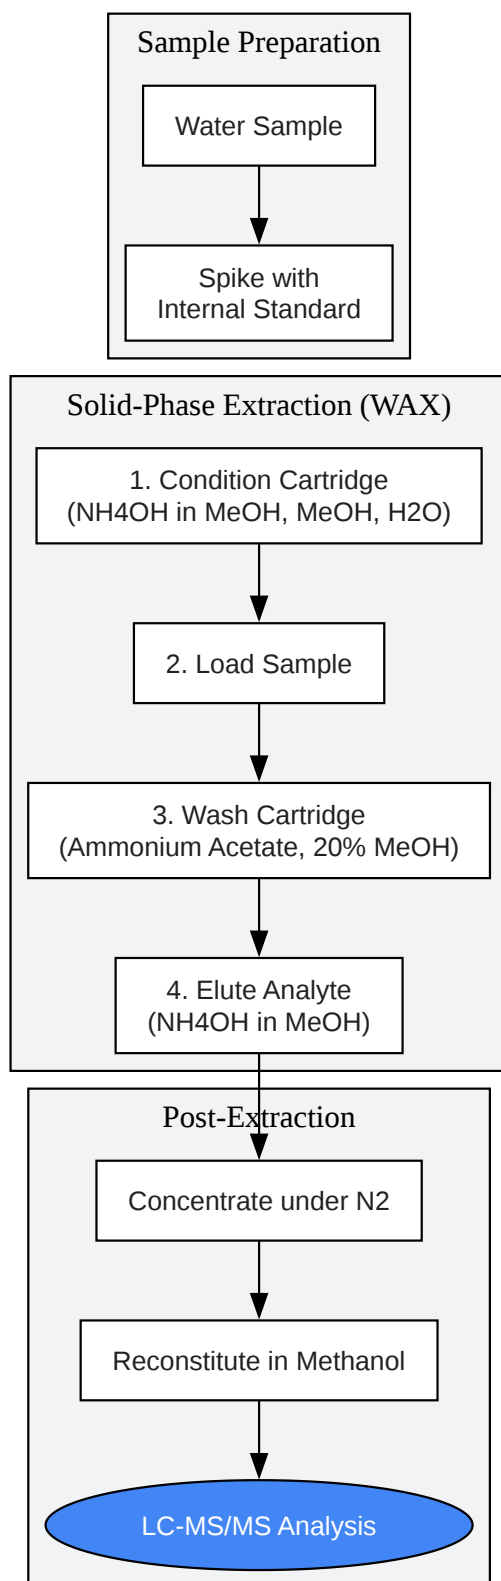 Sample Preparation
Water Sample
Spike with
Internal Standard
Solid-Phase Extraction (WAX)
1. Condition Cartridge
(NH4OH in MeOH, MeOH, H2O)
2. Load Sample
3. Wash Cartridge
(Ammonium Acetate, 20% MeOH)
4. Elute Analyte
(NH4OH in MeOH)
Post-Extraction
Concentrate under N2
Reconstitute in Methanol
LC-MS/MS Analysis